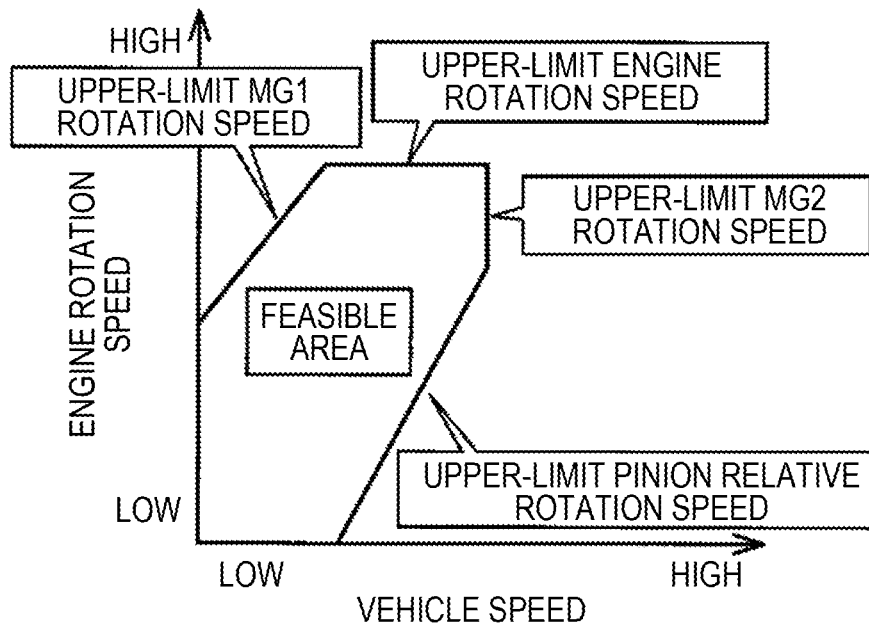 HIGH
UPPER-LIMIT MG1
ROTATION SPEED
UPPER-LIMIT ENGINE
ROTATION SPEED
UPPER-LIMIT MG2
ROTATION SPEED
ENGINE ROTATION
SPEED
FEASIBLE
AREA
UPPER-LIMIT PINION RELATIVE
ROTATION SPEED
LOW
LOW
HIGH
VEHICLE SPEED